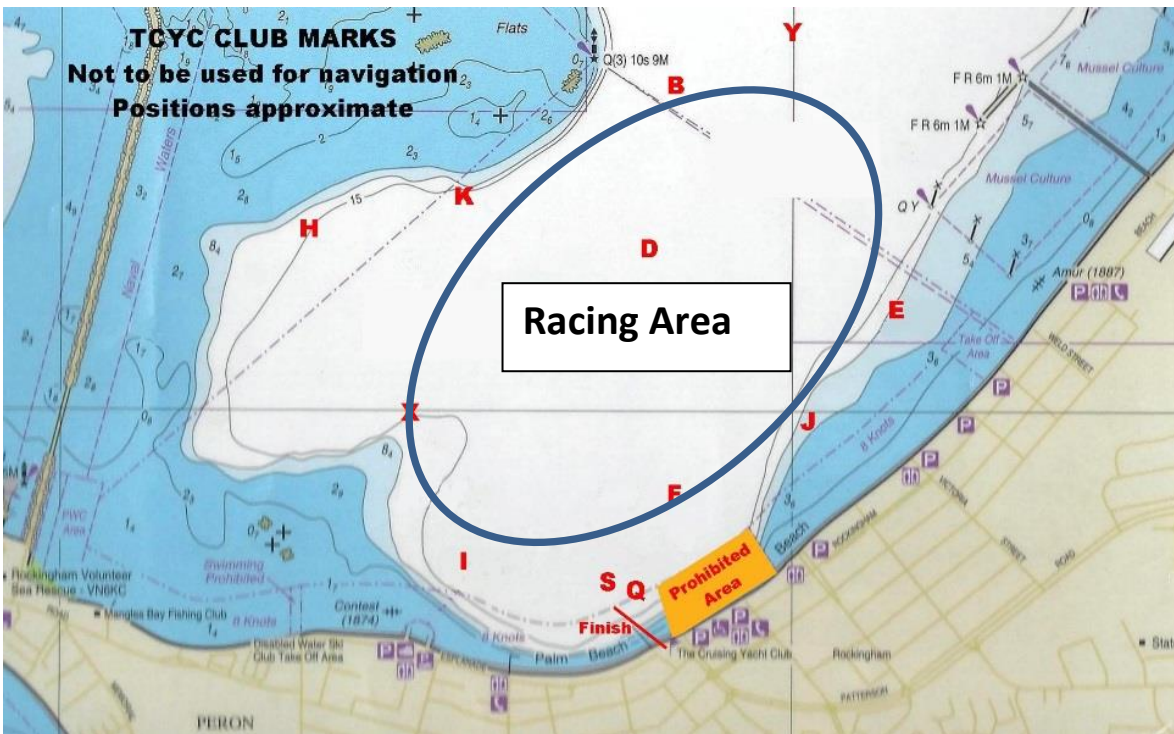 TCYC CLUB MARKS
Not to be used for navigation
Positions approximate
Flats
Q(3) 10s 9M
Y
B
F R 6m 1M
F R 6m 1M
Mussel Culture
Mussel Culture
Waters
Naval
K
15
H
D
Q Y
Amur (1887)
BEACH
Racing Area
E
Take Off
Area
WELD STREET
X
J
8 Knots
F
VICTORIA
STREET
ROAD
ROCKINGHAM
Beach
PWC
Area
I
Swimming
Prohibited
S
Q
Prohibited
Area
Rockingham Volunteer
Sea Rescue - VN6KC
ROAD
Mangles Bay Fishing Club
8 Knots
Contest
(1874)
Finish
8 Knots
Disabled Water Ski
Club Take Off Area
ESPLANADE
Palm Beach
The Cruising Yacht Club
Rockingham
Stat
PATTERSON
PERON